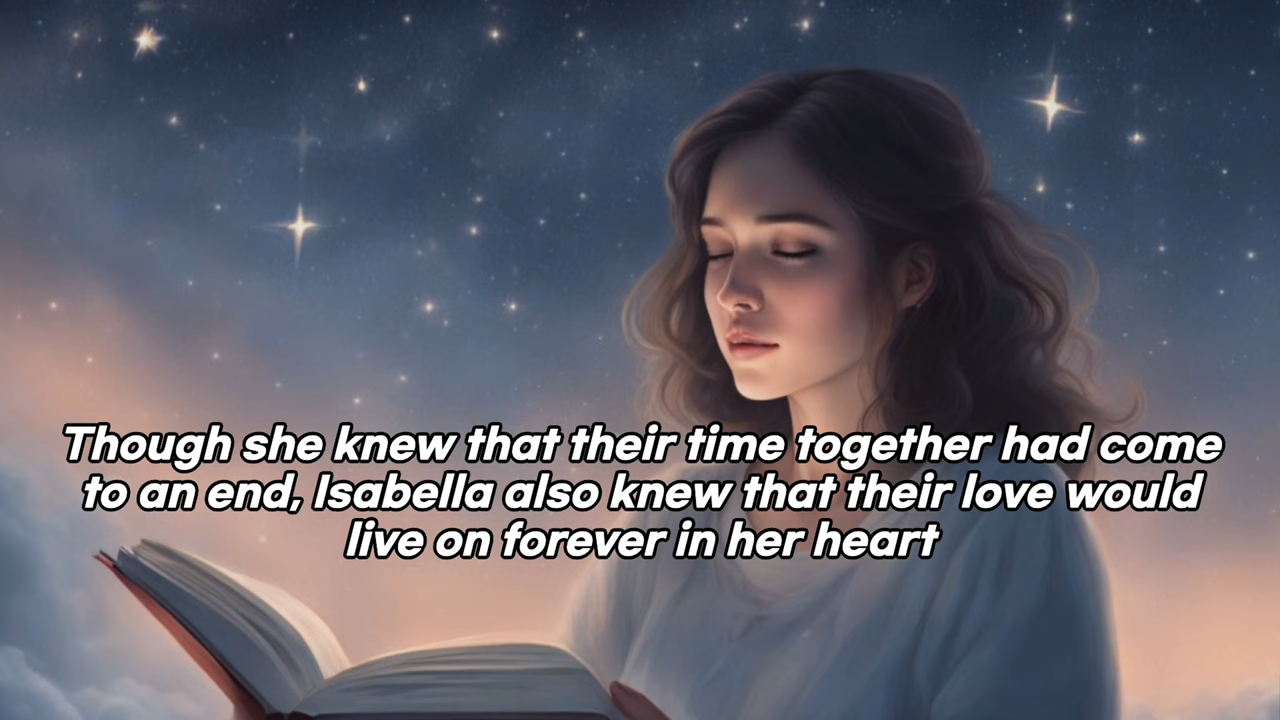 Though she knew that their time together had come
to an end, Isabella also knew that their love would
live on forever in her heart